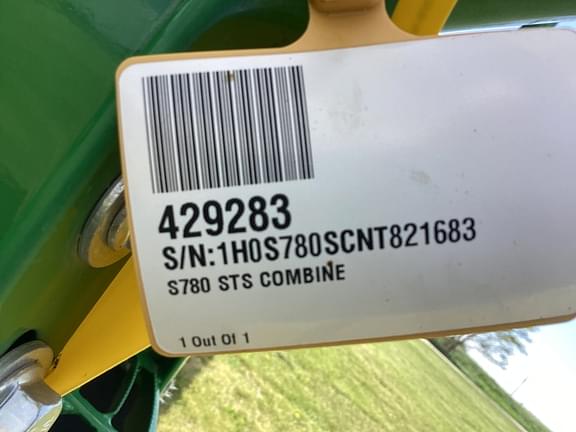 429283
S/N:1H0S780SCNT821683
S780 STS COMBINE
1 Out Of 1